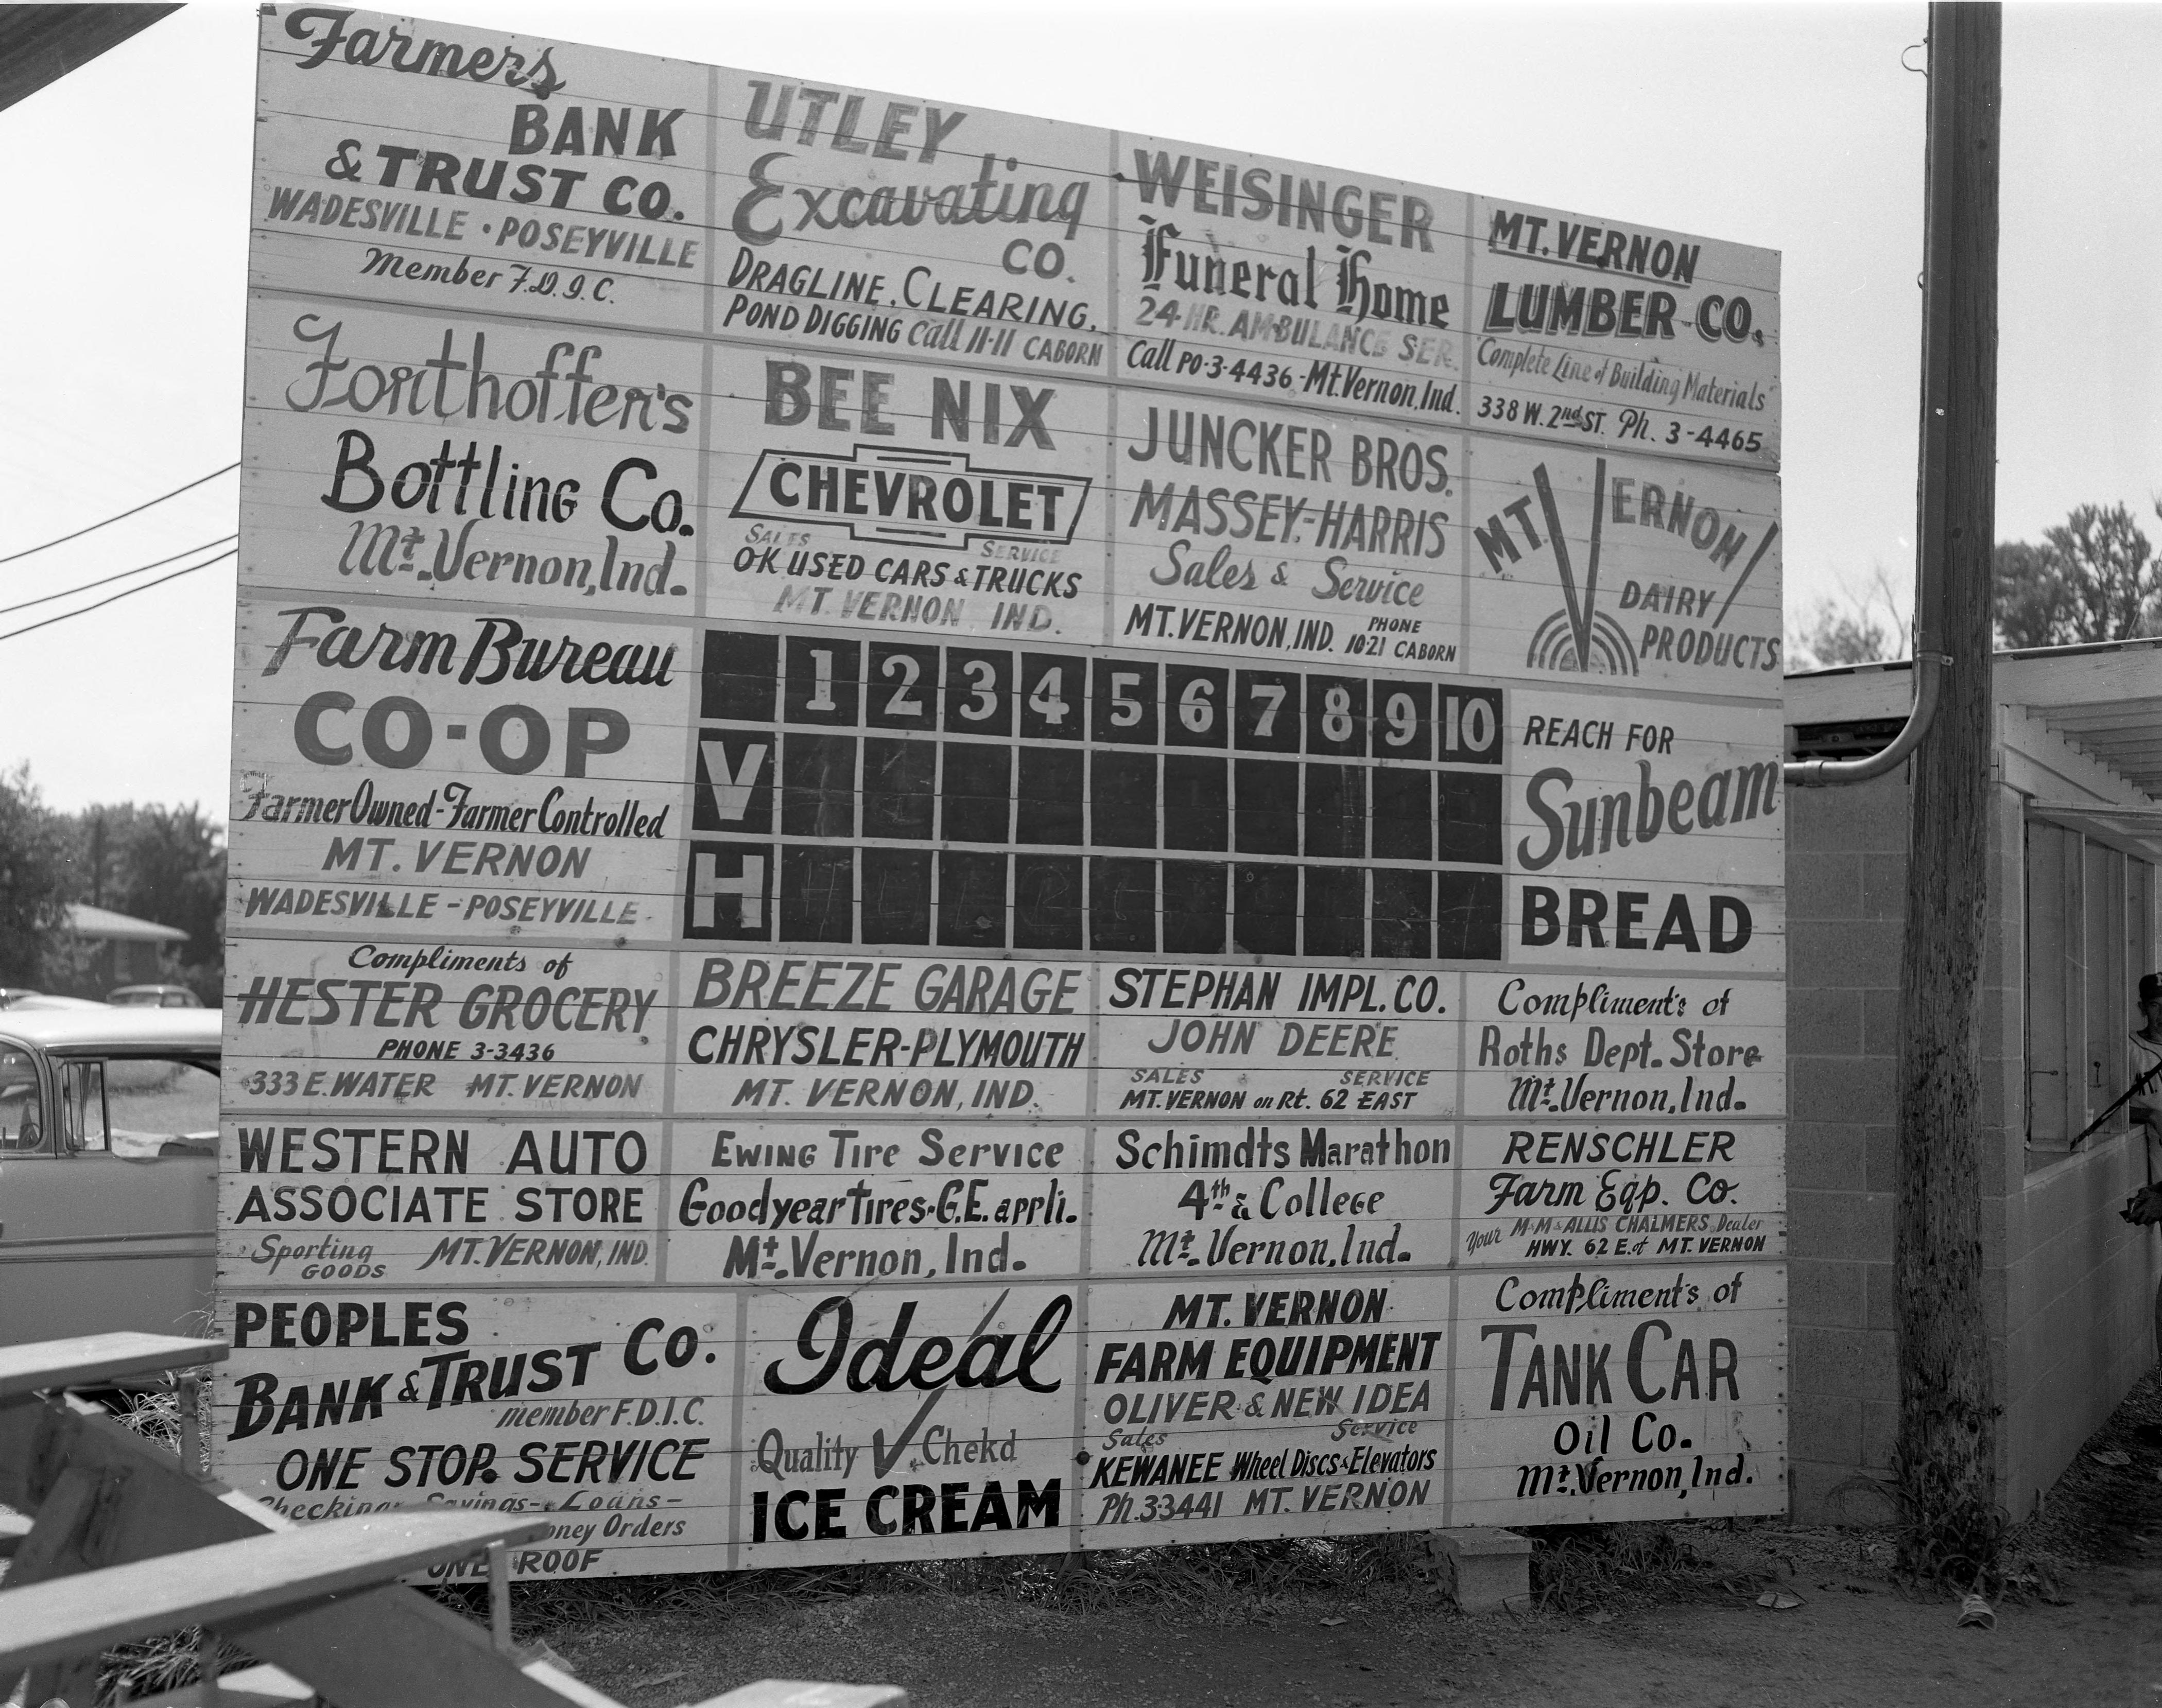 Farmers
BANK
& TRUST CO.
WADESVILLE • POSEYVILLE
Member F.D.I.C.
UTLEY
Excavating
CO.
DRAGLINE, CLEARING,
POND DIGGING Call 11-11 CABORN
WEISINGER
Funeral Home
24-HR. AMBULANCE SER.
Call PO-3-4436 - Mt. Vernon, Ind.
MT. VERNON
LUMBER CO.
"Complete Line of Building Materials"
338 W. 2nd ST. Ph. 3-4465
Forthoffer's
Bottling Co.
Mt. Vernon, Ind.
BEE NIX
CHEVROLET
SALES SERVICE
OK USED CARS & TRUCKS
MT. VERNON IND.
JUNCKER BROS.
MASSEY-HARRIS
Sales & Service
MT. VERNON, IND. PHONE 1021 CABORN
MT. VERNON
DAIRY
PRODUCTS
Farm Bureau
CO-OP
Farmer Owned - Farmer Controlled
MT. VERNON
WADESVILLE - POSEYVILLE
1 2 3 4 5 6 7 8 9 10
V
H
REACH FOR
Sunbeam
BREAD
Compliments of
HESTER GROCERY
PHONE 3-3436
333 E. WATER MT. VERNON
BREEZE GARAGE
CHRYSLER-PLYMOUTH
MT. VERNON, IND.
STEPHAN IMPL. CO.
JOHN DEERE
SALES & SERVICE
MT. VERNON on Rt. 62 EAST
Compliment's of
Roths Dept. Store
Mt. Vernon, Ind.
WESTERN AUTO
ASSOCIATE STORE
Sporting GOODS MT. VERNON, IND.
EWING TIRE SERVICE
Goodyear tires - G.E. appli.
Mt. Vernon, Ind.
Schimdts Marathon
4th & College
Mt. Vernon, Ind.
RENSCHLER
Farm Eqp. Co.
Your M-M & ALLIS CHALMERS Dealer
HWY. 62 E. of MT. VERNON
PEOPLES
BANK & TRUST CO.
member F.D.I.C.
ONE STOP SERVICE
Checking - Savings - Loans -
oney Orders
ONE ROOF
Ideal
Quality Chekd
ICE CREAM
MT. VERNON
FARM EQUIPMENT
OLIVER & NEW IDEA
Sales Service
KEWANEE Wheel Discs & Elevators
Ph. 33441 MT. VERNON
Compliment's of
TANK CAR
Oil Co.
Mt. Vernon, Ind.